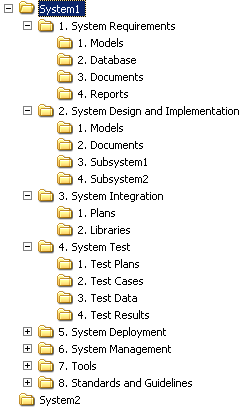 System1
1. System Requirements
1. Models
2. Database
3. Documents
4. Reports
2. System Design and Implementation
1. Models
2. Documents
3. Subsystem1
4. Subsystem2
3. System Integration
1. Plans
2. Libraries
4. System Test
1. Test Plans
2. Test Cases
3. Test Data
4. Test Results
5. System Deployment
6. System Management
7. Tools
8. Standards and Guidelines
System2